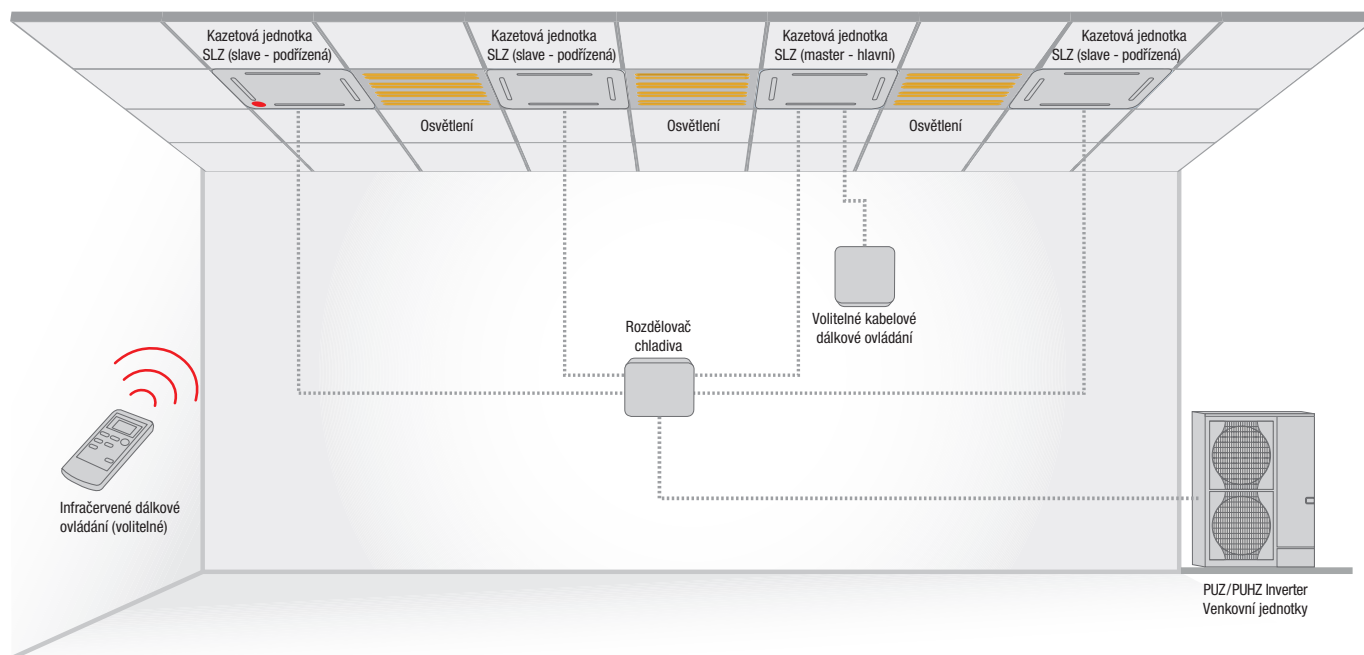 Kazetová jednotka
SLZ (slave - podřízená)
Kazetová jednotka
SLZ (slave - podřízená)
Kazetová jednotka
SLZ (master - hlavní)
Kazetová jednotka
SLZ (slave - podřízená)
Osvětlení
Osvětlení
Osvětlení
Volitelné kabelové
dálkové ovládání
Rozdělovač
chladiva
Infračervené dálkové
ovládání (volitelné)
PUZ/PUHZ Inverter
Venkovní jednotky